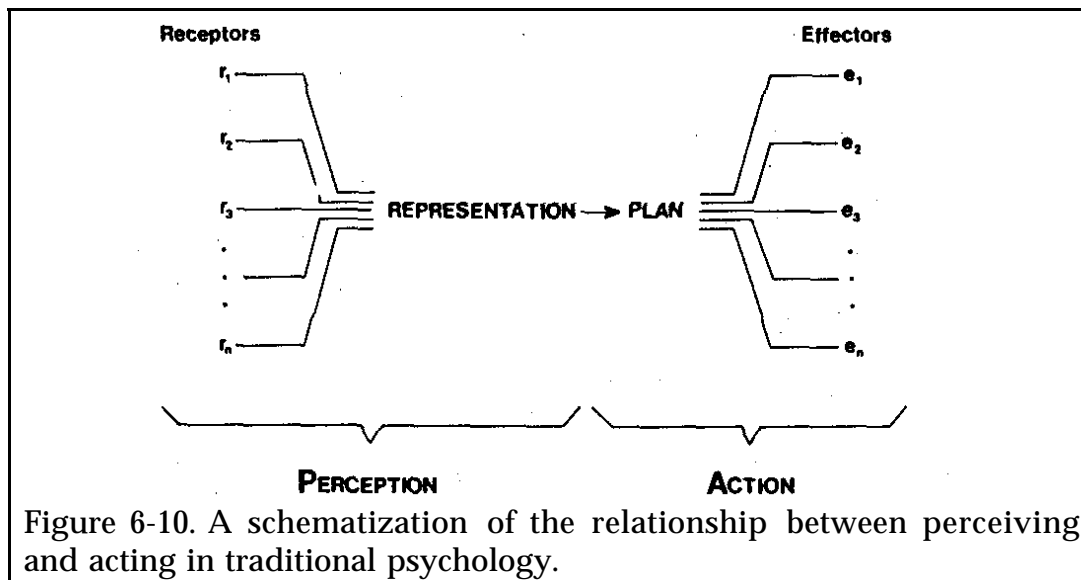 Receptors Effectors
r₁ e₁
r₂ e₂
r₃ REPRESENTATION → PLAN e₃
. .
. .
. .
rₙ eₙ
PERCEPTION ACTION
Figure 6-10. A schematization of the relationship between perceiving
and acting in traditional psychology.